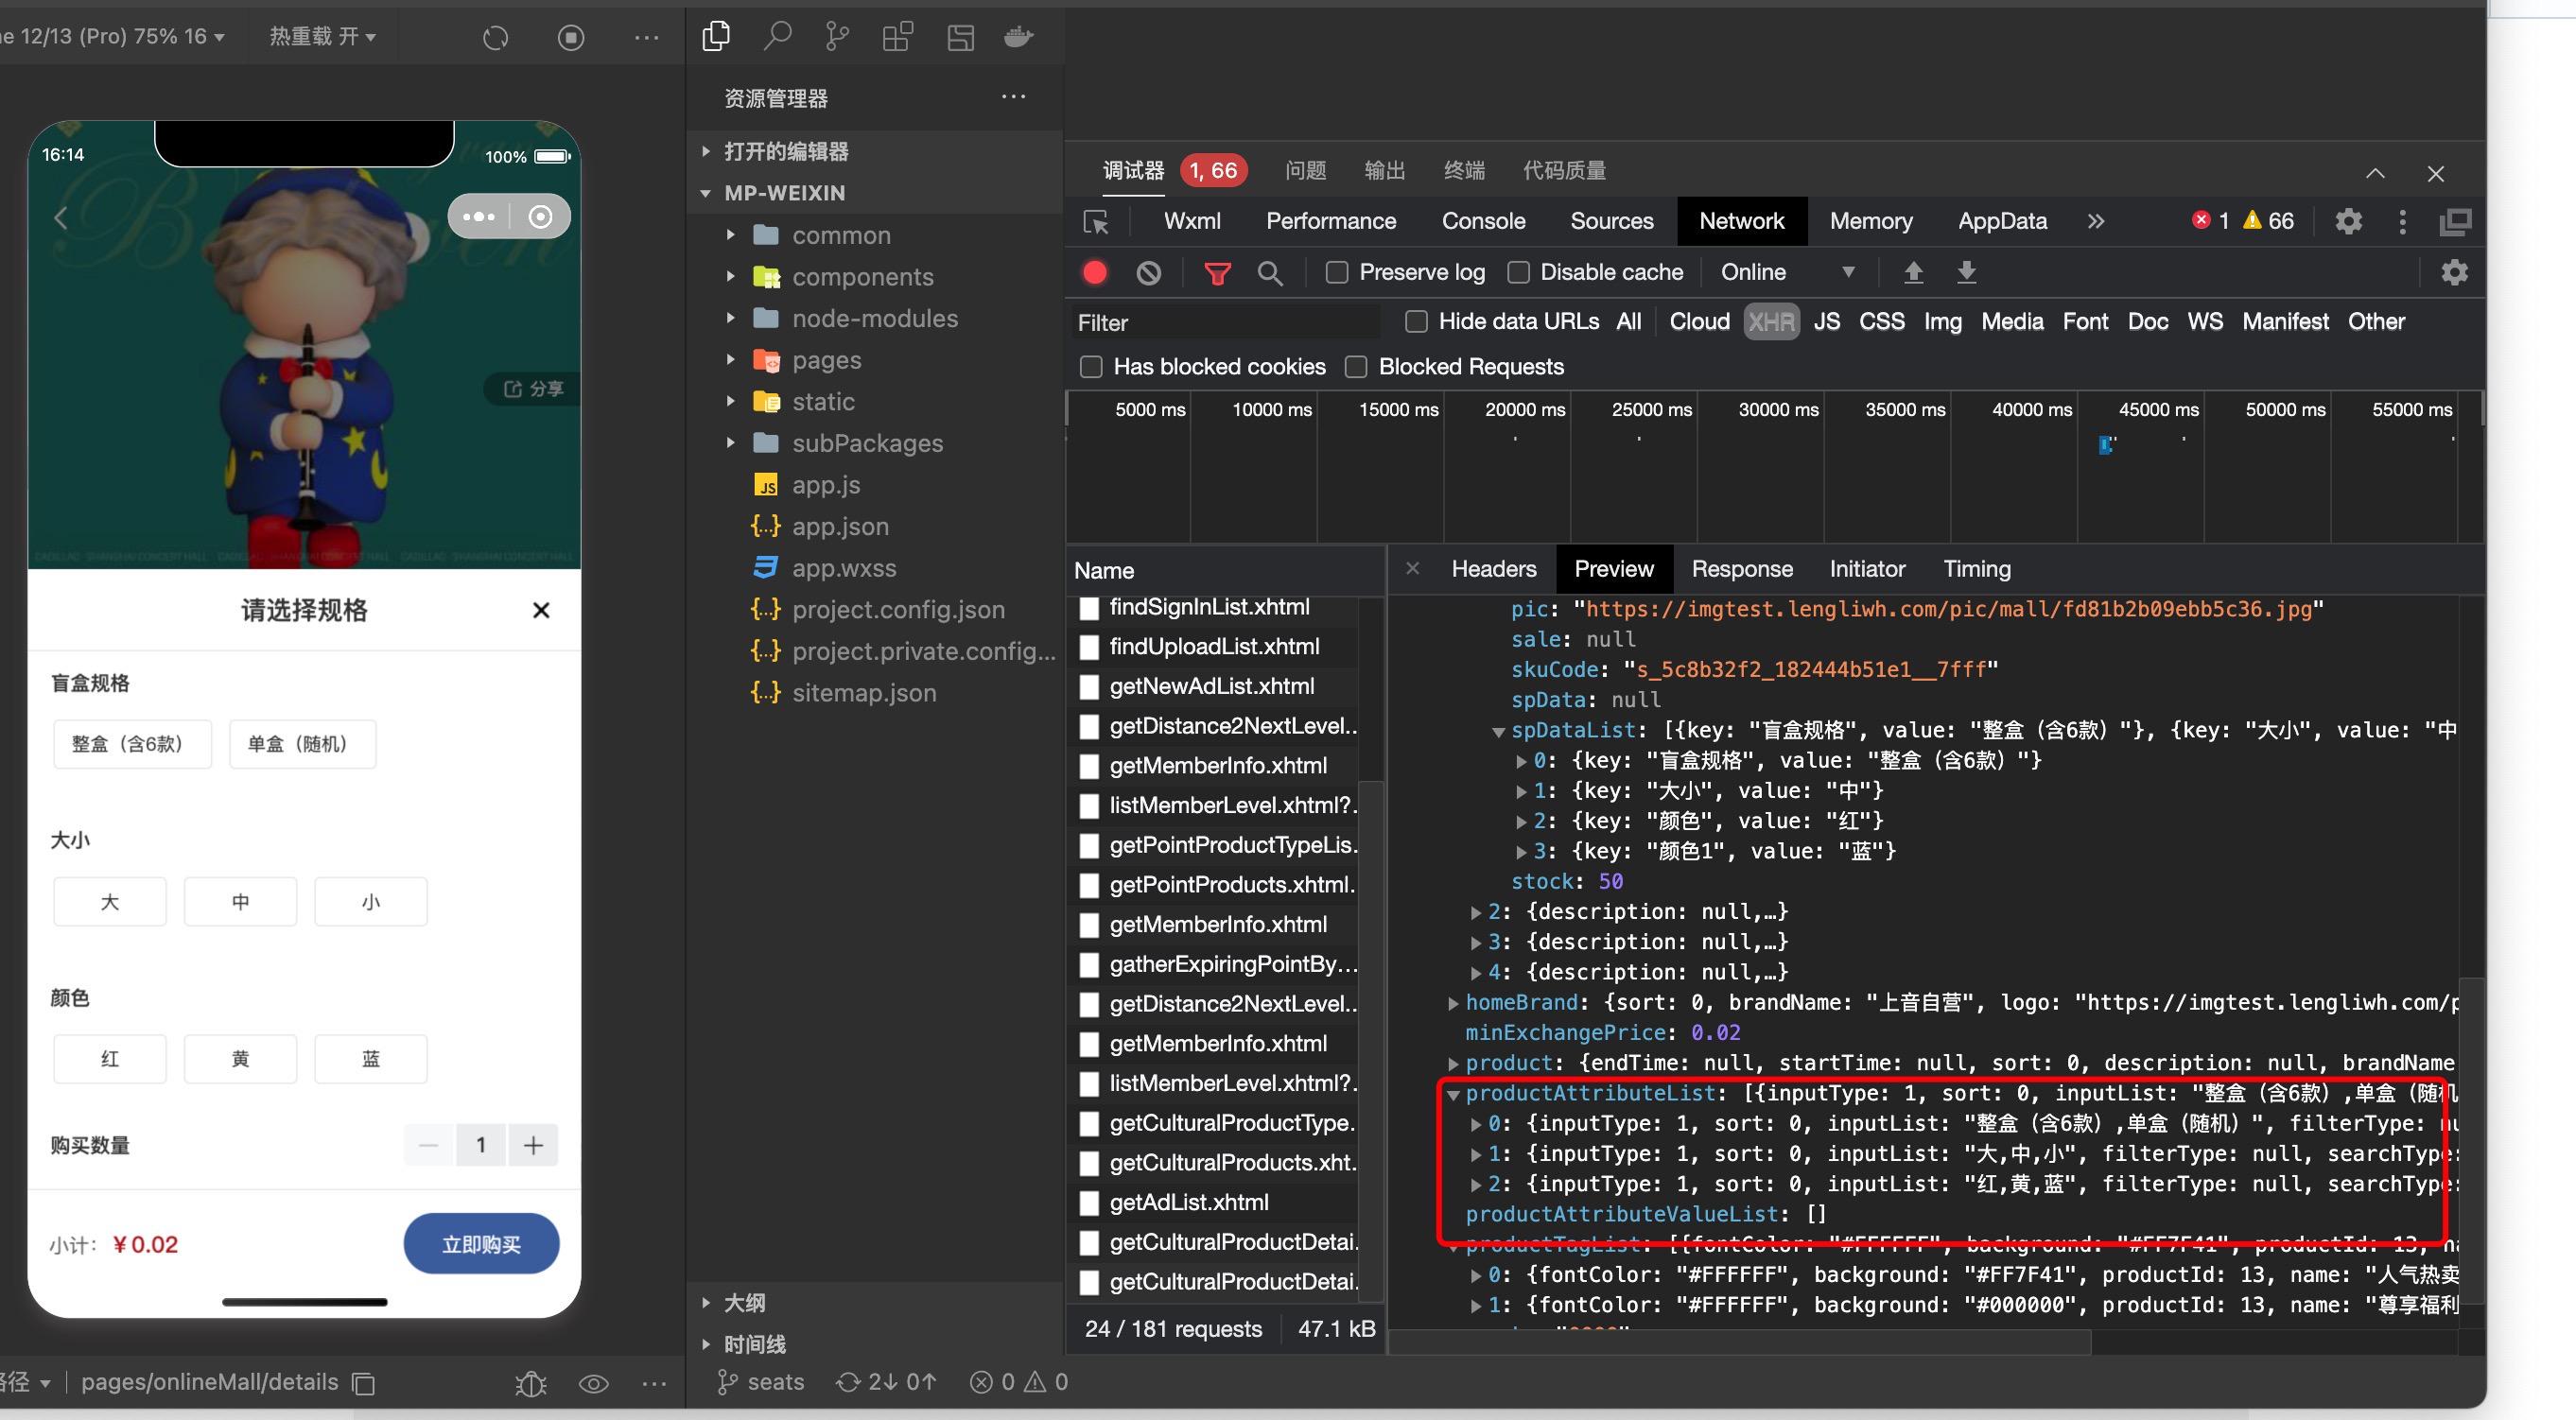 ne 12/13 (Pro) 75% 16 热重载 开
16:14
100%
分享
CADILLAC · SHANGHAI CONCERT HALL
请选择规格
盲盒规格
整盒（含6款） 单盒（随机）
大小
大 中 小
颜色
红 黄 蓝
购买数量
— 1 +
小计: ¥0.02 立即购买
路径 pages/onlineMall/details
资源管理器
打开的编辑器
MP-WEIXIN
common
components
node-modules
pages
static
subPackages
app.js
app.json
app.wxss
project.config.json
project.private.config...
sitemap.json
大纲
时间线
seats 2↓ 0↑ 0 0
调试器 1, 66 问题 输出 终端 代码质量
Wxml Performance Console Sources Network Memory AppData » 1 66
Preserve log Disable cache Online
Filter Hide data URLs All Cloud XHR JS CSS Img Media Font Doc WS Manifest Other
Has blocked cookies Blocked Requests
5000 ms 10000 ms 15000 ms 20000 ms 25000 ms 30000 ms 35000 ms 40000 ms 45000 ms 50000 ms 55000 ms
Name
findSignInList.xhtml
findUploadList.xhtml
getNewAdList.xhtml
getDistance2NextLevel..
getMemberInfo.xhtml
listMemberLevel.xhtml?.
getPointProductTypeLis.
getPointProducts.xhtml.
getMemberInfo.xhtml
gatherExpiringPointBy...
getDistance2NextLevel..
getMemberInfo.xhtml
listMemberLevel.xhtml?.
getCulturalProductType.
getCulturalProducts.xht.
getAdList.xhtml
getCulturalProductDetai.
getCulturalProductDetai.
24 / 181 requests 47.1 kB
Headers Preview Response Initiator Timing
pic: "https://imgtest.lengliwh.com/pic/mall/fd81b2b09ebb5c36.jpg"
sale: null
skuCode: "s_5c8b32f2_182444b51e1__7fff"
spData: null
spDataList: [{key: "盲盒规格", value: "整盒（含6款）"}, {key: "大小", value: "中
0: {key: "盲盒规格", value: "整盒（含6款）"}
1: {key: "大小", value: "中"}
2: {key: "颜色", value: "红"}
3: {key: "颜色1", value: "蓝"}
stock: 50
2: {description: null,…}
3: {description: null,…}
4: {description: null,…}
homeBrand: {sort: 0, brandName: "上音自营", logo: "https://imgtest.lengliwh.com/p
minExchangePrice: 0.02
product: {endTime: null, startTime: null, sort: 0, description: null, brandName
productAttributeList: [{inputType: 1, sort: 0, inputList: "整盒（含6款）,单盒（随机
0: {inputType: 1, sort: 0, inputList: "整盒（含6款）,单盒（随机）", filterType: nu
1: {inputType: 1, sort: 0, inputList: "大,中,小", filterType: null, searchType:
2: {inputType: 1, sort: 0, inputList: "红,黄,蓝", filterType: null, searchType:
productAttributeValueList: []
productTagList: [{fontColor: "#FFFFFF", background: "#FF7F41", productId: 13, na
0: {fontColor: "#FFFFFF", background: "#FF7F41", productId: 13, name: "人气热卖
1: {fontColor: "#FFFFFF", background: "#000000", productId: 13, name: "尊享福利